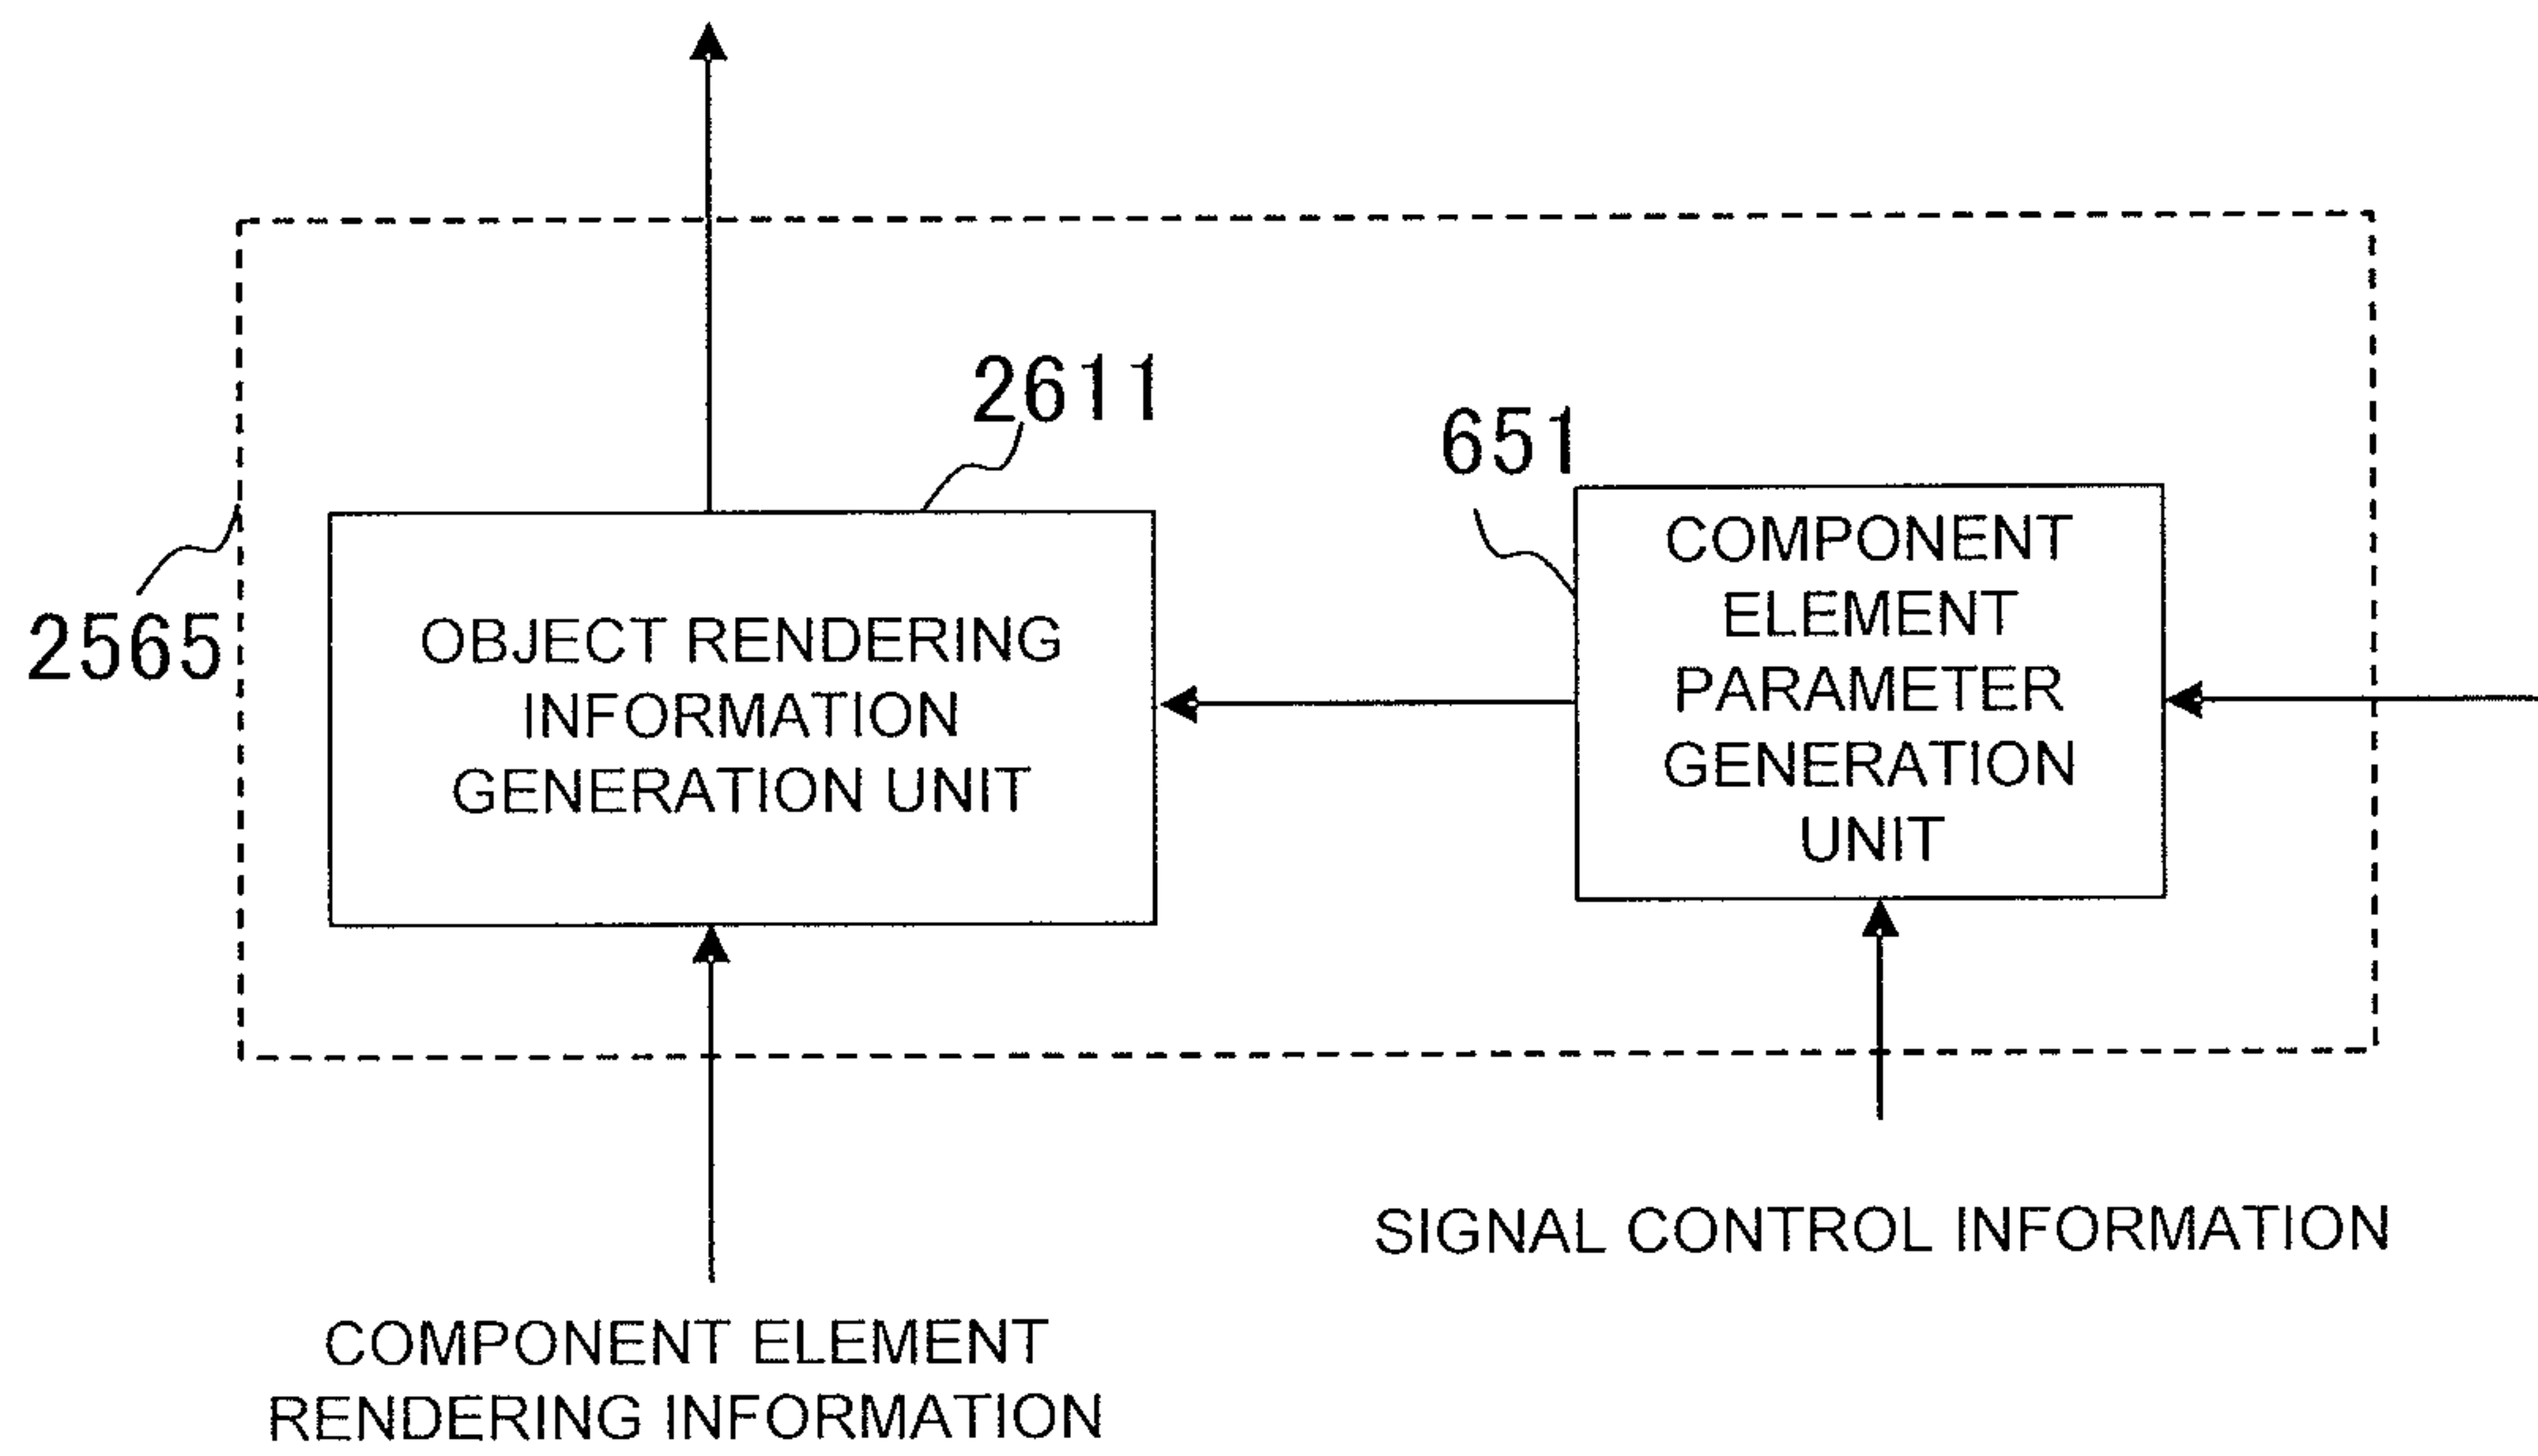 2611
651
2565
OBJECT RENDERING
INFORMATION
GENERATION UNIT
COMPONENT
ELEMENT
PARAMETER
GENERATION
UNIT
SIGNAL CONTROL INFORMATION
COMPONENT ELEMENT
RENDERING INFORMATION